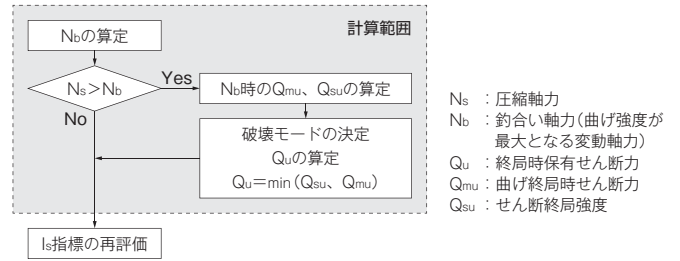 計算範囲
Nbの算定
Ns＞Nb
Yes
No
Nb時のQmu、Qsuの算定
破壊モードの決定
Quの算定
Qu＝min（Qsu、Qmu）
Is指標の再評価
Ns ：圧縮軸力
Nb ：釣合い軸力（曲げ強度が
最大となる変動軸力）
Qu ：終局時保有せん断力
Qmu：曲げ終局時せん断力
Qsu ：せん断終局強度